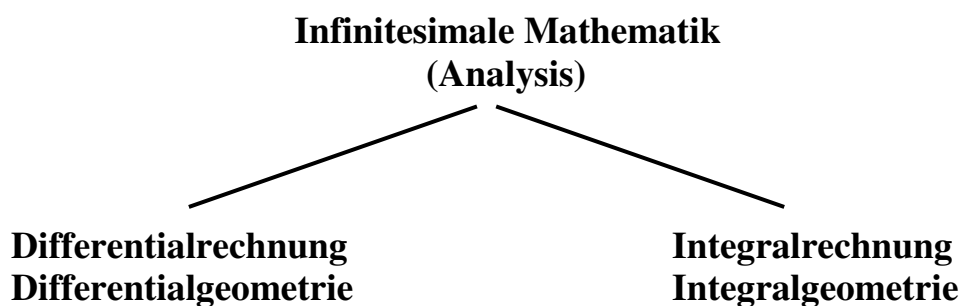 Infinitesimale Mathematik
(Analysis)
Differentialrechnung
Differentialgeometrie
Integralrechnung
Integralgeometrie